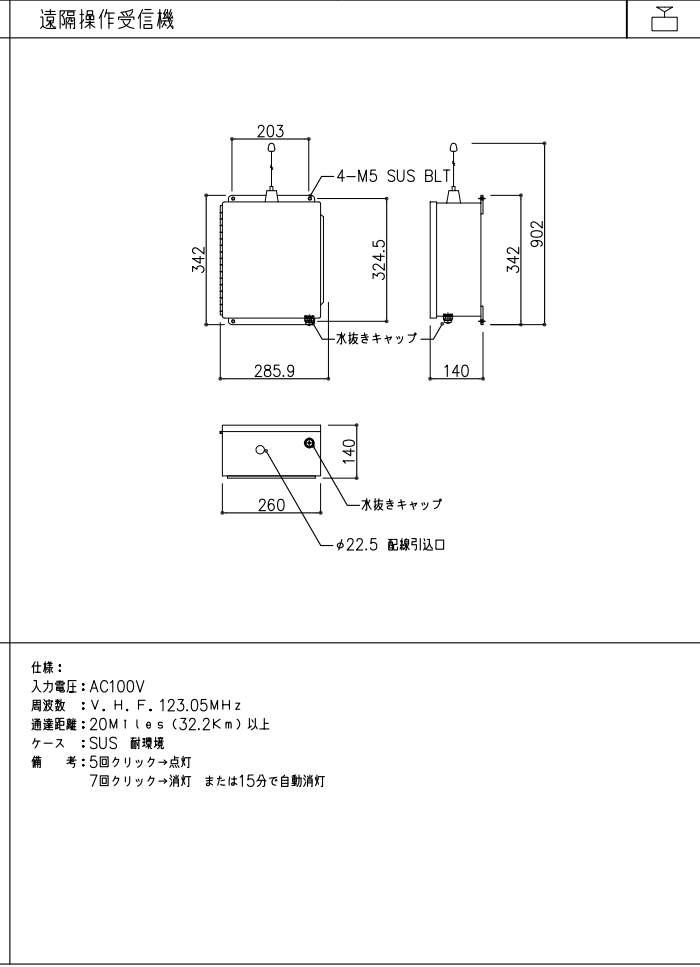 遠隔操作受信機
203
4-M5 SUS BLT
342
324.5
342
902
水抜きキャップ
285.9
140
140
260
水抜きキャップ
φ22.5 配線引込口
仕様：
入力電圧：AC100V
周波数 ：V．H．F．123.05MHz
通達距離：20Miles（32.2Km）以上
ケース ：SUS 耐環境
備 考：5回クリック→点灯
7回クリック→消灯 または15分で自動消灯